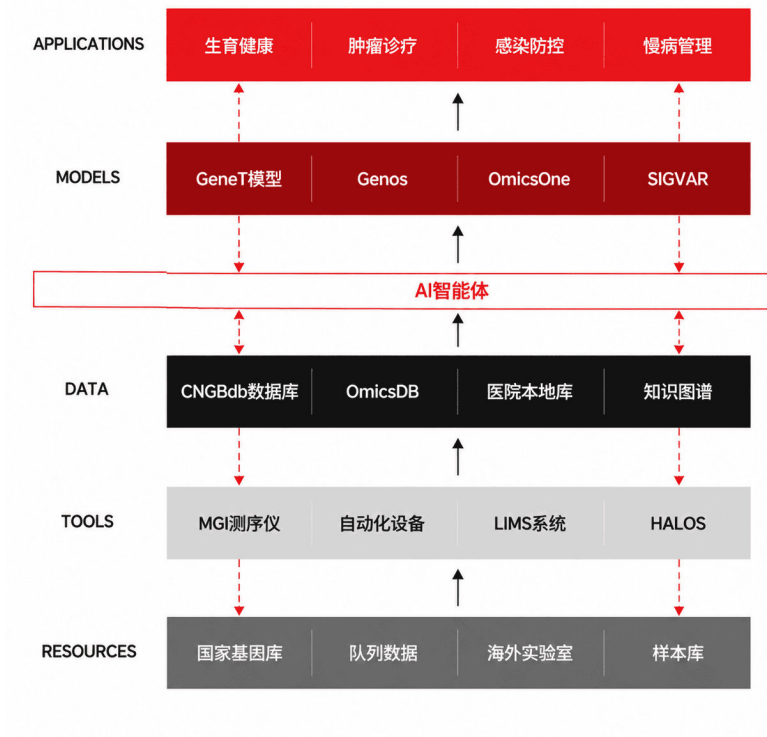 APPLICATIONS 生育健康 肿瘤诊疗 感染防控 慢病管理
MODELS GeneT模型 Genos OmicsOne SIGVAR
AI智能体
DATA CNGBdb数据库 OmicsDB 医院本地库 知识图谱
TOOLS MGI测序仪 自动化设备 LIMS系统 HALOS
RESOURCES 国家基因库 队列数据 海外实验室 样本库